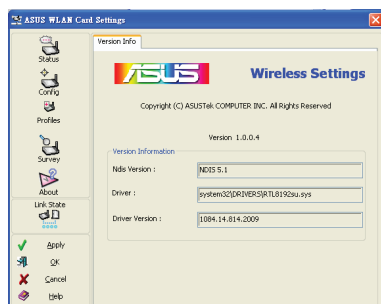 ASUS WLAN Card Settings
Status
Config
Profiles
Survey
About
Link State
Apply
OK
Cancel
Help
Version Info
ASUS
Wireless Settings
Copyright (C) ASUSTek COMPUTER INC. All Rights Reserved
Version 1.0.0.4
Version Information
Ndis Version : NDIS 5.1
Driver : system32\DRIVERS\RTL8192su.sys
Driver Version : 1084.14.814.2009